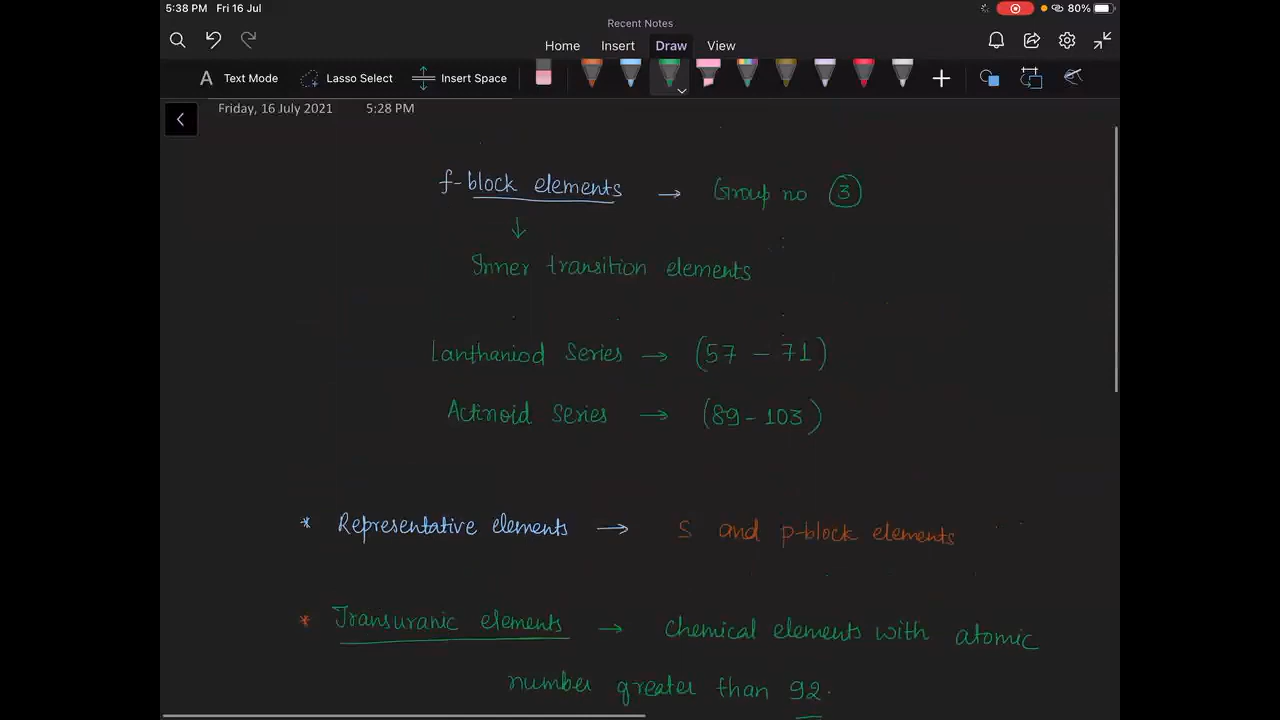 5:38 PM Fri 16 Jul 80%
Recent Notes
Home Insert Draw View
Text Mode Lasso Select Insert Space
Friday, 16 July 2021 5:28 PM
f-block elements → Group no 3
↓
Inner transition elements
Lanthaniod Series → (57 - 71)
Actinoid Series → (89 - 103)
* Representative elements → S and p-block elements
* Transuranic elements → Chemical elements with atomic
number greater than 92.